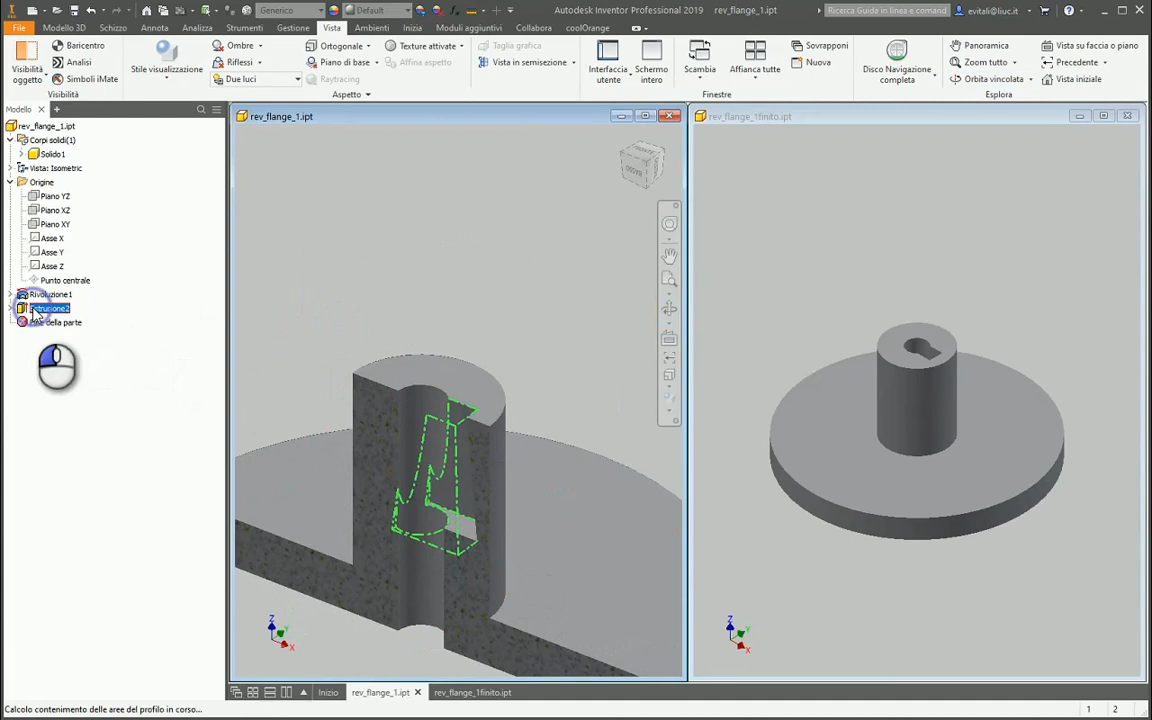 Generico
Default
Autodesk Inventor Professional 2019
rev_flange_1.ipt
Ricerca Guida in linea e comand
evitali@liuc.it
File
Modello 3D
Schizzo
Annota
Analizza
Strumenti
Gestione
Vista
Ambienti
Inizia
Moduli aggiuntivi
Collabora
coolOrange
Visibilità
oggetto
Baricentro
Analisi
Simboli iMate
Visibilità
Stile visualizzazione
Ombre
Riflessi
Due luci
Ortogonale
Piano di base
Raytracing
Texture attivate
Affina aspetto
Aspetto
Taglia grafica
Vista in semisezione
Interfaccia
utente
Schermo
intero
Scambia
Affianca tutte
Sovrapponi
Nuova
Finestre
Disco Navigazione
completa
Panoramica
Zoom tutto
Orbita vincolata
Vista su faccia o piano
Precedente
Vista iniziale
Esplora
Modello
rev_flange_1.ipt
Corpi solidi(1)
Solido1
Vista: Isometric
Origine
Piano YZ
Piano XZ
Piano XY
Asse X
Asse Y
Asse Z
Punto centrale
Rivoluzione1
della parte
rev_flange_1.ipt
rev_flange_1finito.ipt
Z
Y
X
Z
Y
X
Inizio
rev_flange_1.ipt
rev_flange_1finito.ipt
Calcolo contenimento delle aree del profilo in corso...
1
2